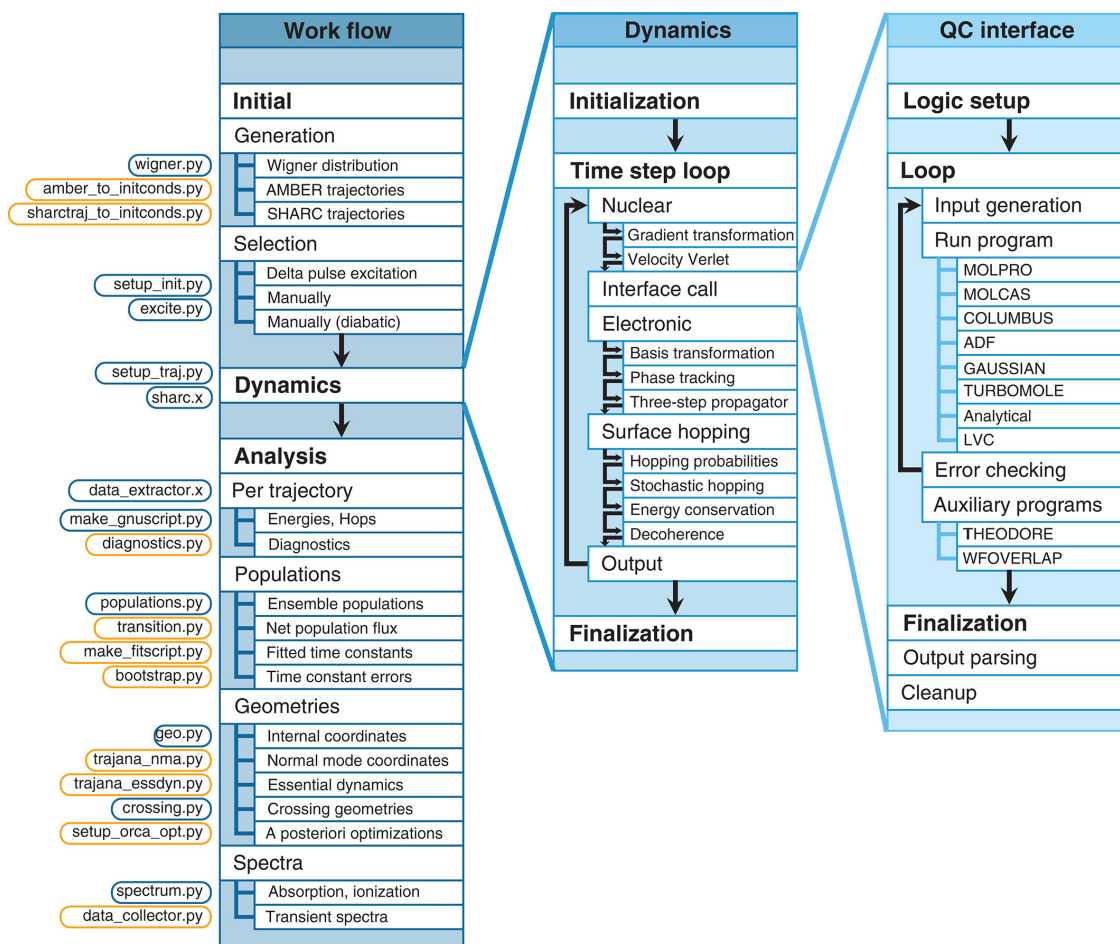 Work flow
Initial
Generation
wigner.py
Wigner distribution
amber_to_initconds.py
AMBER trajectories
sharctraj_to_initconds.py
SHARC trajectories
Selection
Delta pulse excitation
setup_init.py
Manually
excite.py
Manually (diabatic)
setup_traj.py
Dynamics
sharc.x
Analysis
Per trajectory
data_extractor.x
make_gnuscript.py
Energies, Hops
diagnostics.py
Diagnostics
Populations
populations.py
Ensemble populations
transition.py
Net population flux
make_fitscript.py
Fitted time constants
bootstrap.py
Time constant errors
Geometries
geo.py
Internal coordinates
trajana_nma.py
Normal mode coordinates
trajana_essdyn.py
Essential dynamics
crossing.py
Crossing geometries
setup_orca_opt.py
A posteriori optimizations
Spectra
spectrum.py
Absorption, ionization
data_collector.py
Transient spectra
Dynamics
Initialization
Time step loop
Nuclear
Gradient transformation
Velocity Verlet
Interface call
Electronic
Basis transformation
Phase tracking
Three-step propagator
Surface hopping
Hopping probabilities
Stochastic hopping
Energy conservation
Decoherence
Output
Finalization
QC interface
Logic setup
Loop
Input generation
Run program
MOLPRO
MOLCAS
COLUMBUS
ADF
GAUSSIAN
TURBOMOLE
Analytical
LVC
Error checking
Auxiliary programs
THEODORE
WFOVERLAP
Finalization
Output parsing
Cleanup